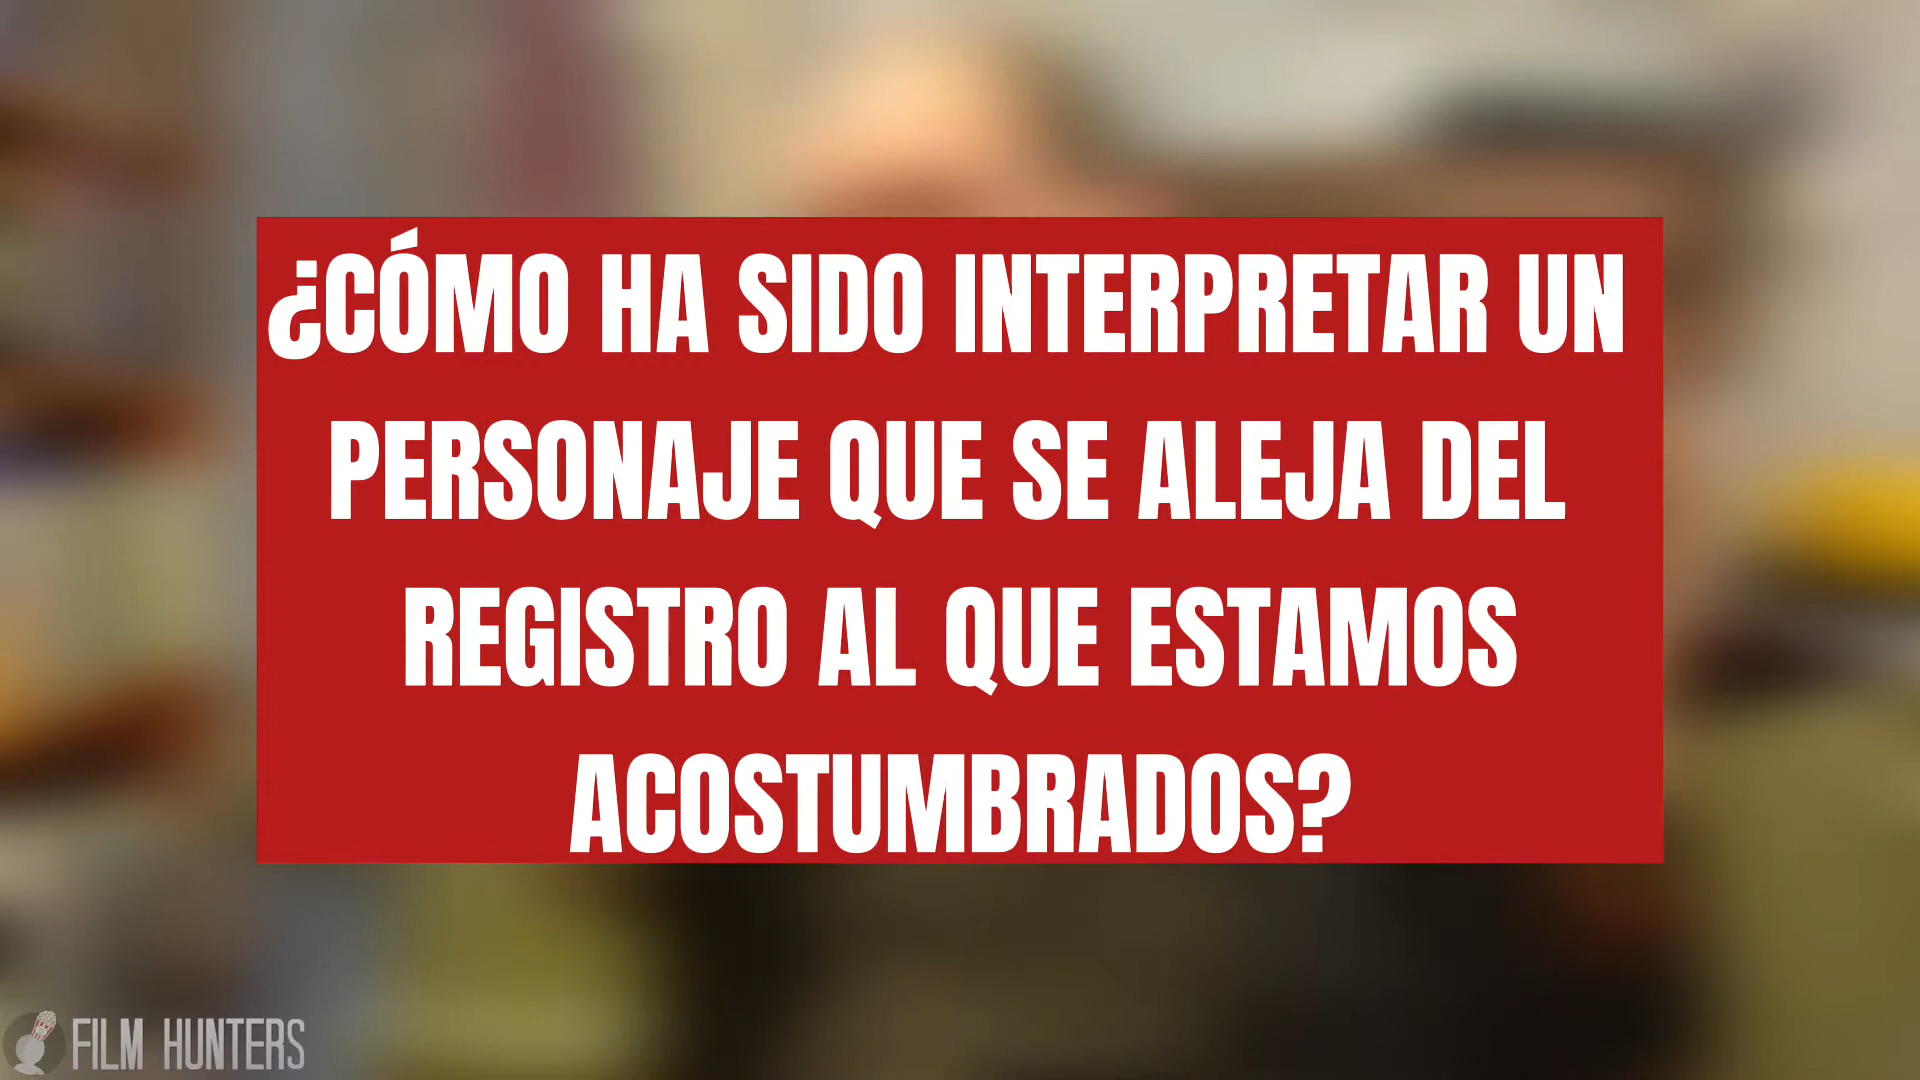 ¿CÓMO HA SIDO INTERPRETAR UN
PERSONAJE QUE SE ALEJA DEL
REGISTRO AL QUE ESTAMOS
ACOSTUMBRADOS?
FILM HUNTERS